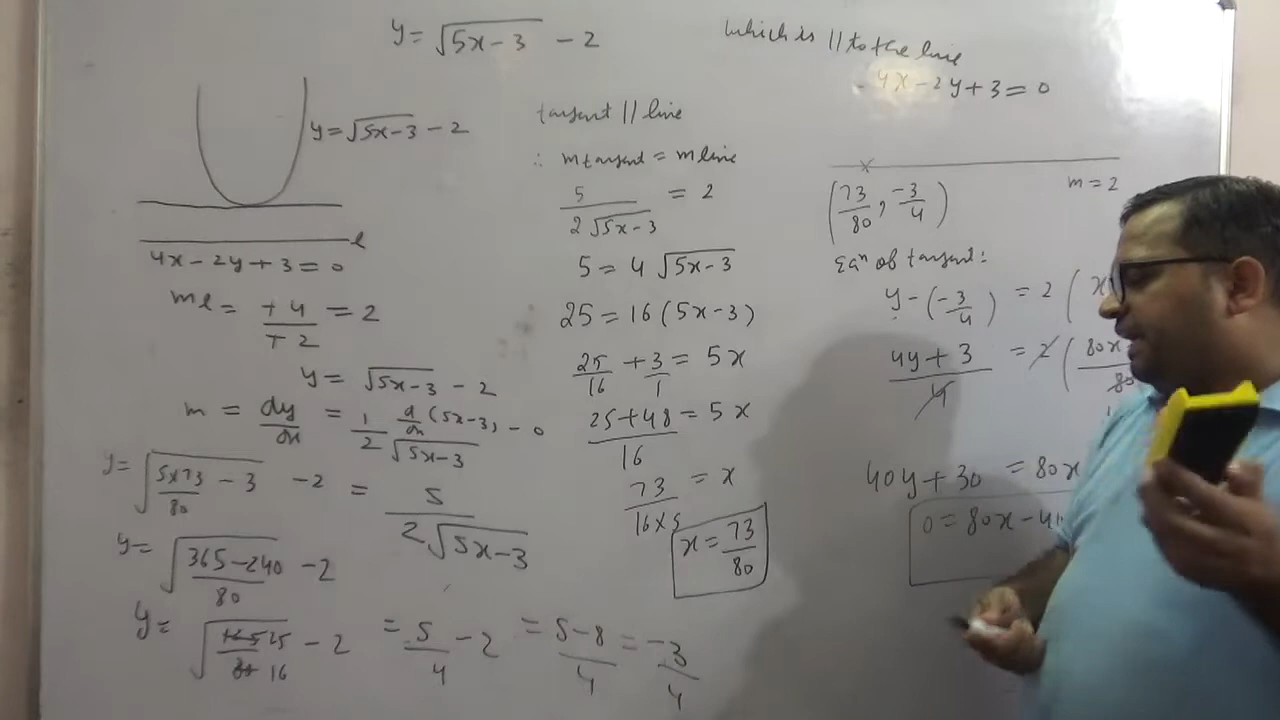 y = √(5x-3) - 2
which is // to the line
4x - 2y + 3 = 0
y = √(5x-3) - 2
l
4x - 2y + 3 = 0
ml = +4/+2 = 2
y = √(5x-3) - 2
m = dy/dx = 1/2 d/dx (5x-3)/√(5x-3) - 0
= 5/(2√(5x-3))
y = √(5x73/80 - 3) - 2
y = √((365-240)/80) - 2
y = √(125 25/80 16) - 2 = 5/4 - 2 = (5-8)/4 = -3/4
tangent // line
∴ m tangent = m line
5/(2√(5x-3)) = 2
5 = 4√(5x-3)
25 = 16(5x-3)
25/16 + 3/1 = 5x
(25+48)/16 = 5x
73/(16x5) = x
x = 73/80
x
m = 2
(73/80, -3/4)
Eqn of tangent:
y - (-3/4) = 2(x
(4y+3)/4 = 2(80x
80
40y + 30 = 80x
0 = 80x - 4